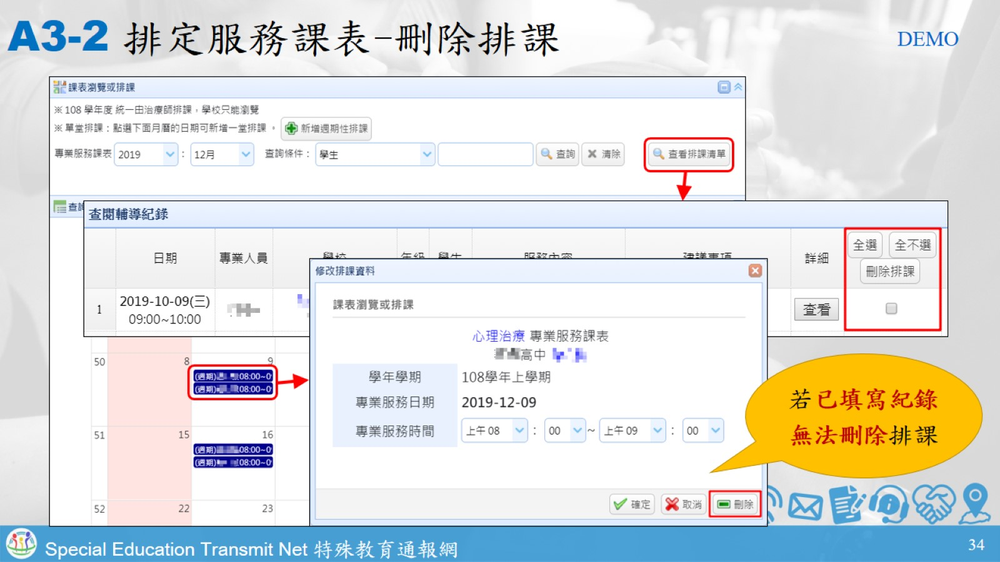 A3-2 排定服務課表-刪除排課
DEMO
課表瀏覽或排課
※ 108 學年度 統一由治療師排課，學校只能瀏覽
※ 單堂排課：點選下面月曆的日期可新增一堂排課 。 新增週期性排課
專業服務課表 2019 : 12月 查詢條件： 學生 查詢 清除 查看排課清單
查閱輔導紀錄
日期 專業人員 學校 年級 學生 服務內容 建議事項 詳細 全選 全不選
刪除排課
1 2019-10-09(三) 查看
09:00~10:00
修改排課資料
課表瀏覽或排課
心理治療 專業服務課表
高中
學年學期 108學年上學期
專業服務日期 2019-12-09
專業服務時間 上午 08 : 00 ~ 上午 09 : 00
確定 取消 刪除
50 8 9
(週期) 08:00~0
(週期) 08:00~0
51 15 16
(週期) 08:00~0
(週期) 08:00~0
52 22 23
若已填寫紀錄
無法刪除排課
Special Education Transmit Net 特殊教育通報網
34